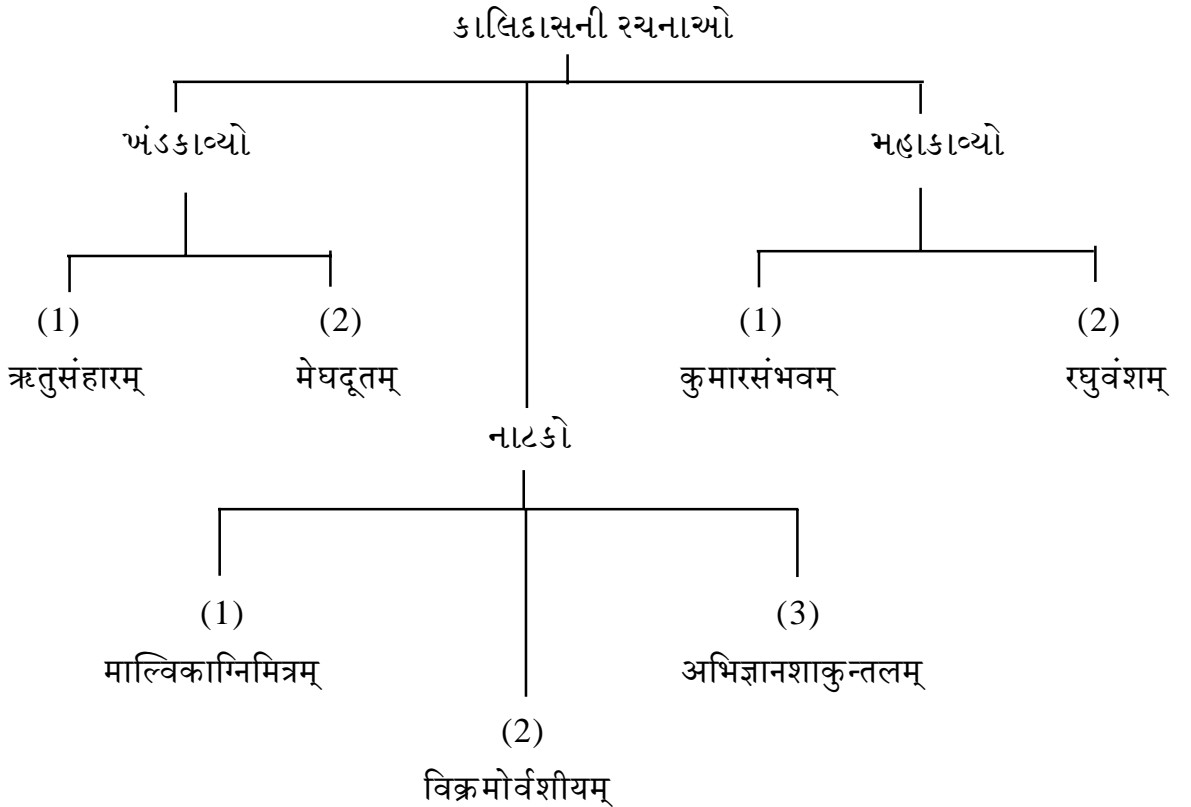 કાલિદાસની રચનાઓ
ખંડકાવ્યો મહાકાવ્યો
(1) (2) (1) (2)
ऋतुसंहारम् मेघदूतम् कुमारसंभवम् रघुवंशम्
નાટકો
(1) (3)
माल्विकाग्निमित्रम् अभिज्ञानशाकुन्तलम्
(2)
विक्रमोर्वशीयम्